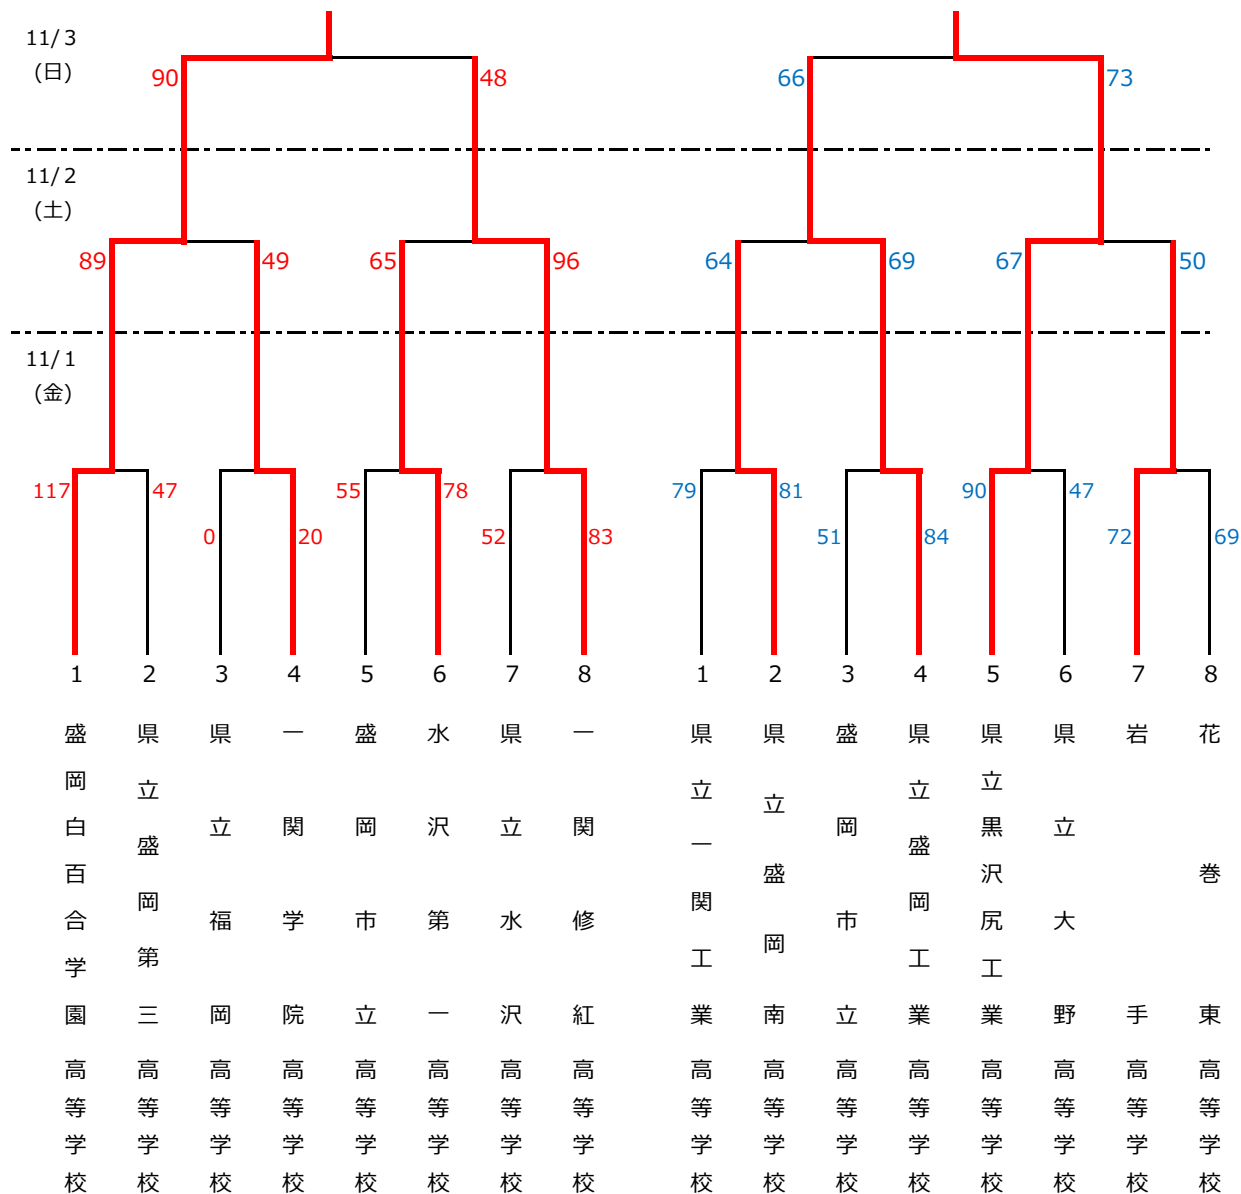 11/3
(日)
90
48
66
73
11/2
(土)
89
49
65
96
64
69
67
50
11/1
(金)
117
47
0
20
55
78
52
83
79
81
51
84
90
47
72
69
1
2
3
4
5
6
7
8
1
2
3
4
5
6
7
8
盛岡白百合学園高等学校
県立盛岡第三高等学校
県立福岡高等学校
一関学院高等学校
盛岡市立高等学校
水沢第一高等学校
県立水沢高等学校
一関修紅高等学校
県立一関工業高等学校
県立盛岡南高等学校
盛岡市立高等学校
県立盛岡工業高等学校
県立黒沢尻工業高等学校
県立大野高等学校
岩手高等学校
花巻東高等学校